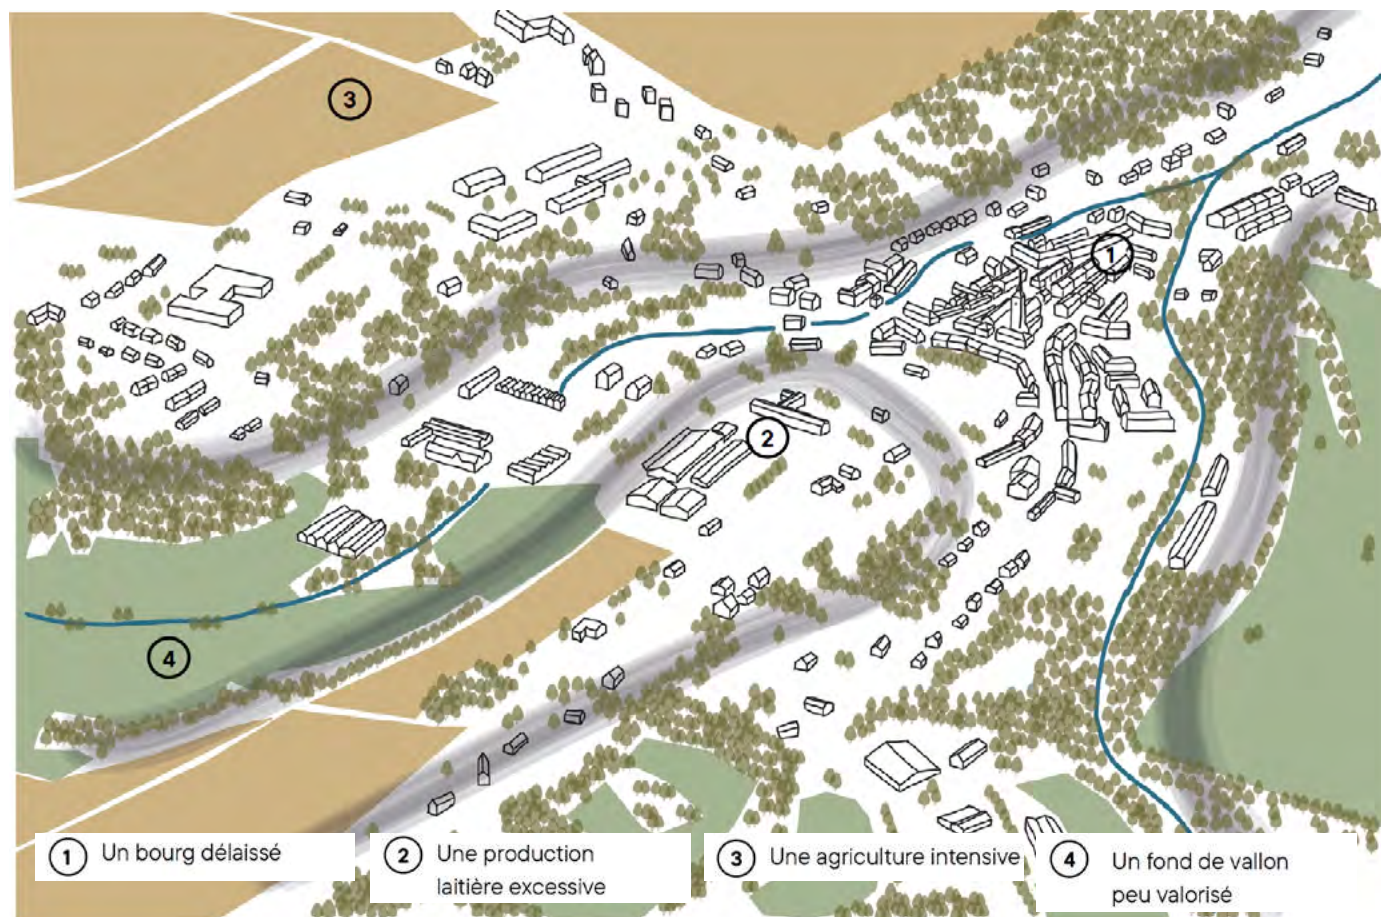 3
1
2
4
1 Un bourg délaissé
2 Une production
laitière excessive
3 Une agriculture intensive
4 Un fond de vallon
peu valorisé